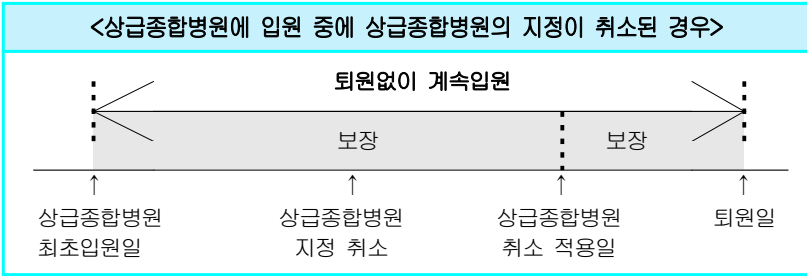 <상급종합병원에 입원 중에 상급종합병원의 지정이 취소된 경우>
퇴원없이 계속입원
보장 보장
↑ ↑ ↑ ↑
상급종합병원 상급종합병원 상급종합병원 퇴원일
최초입원일 지정 취소 취소 적용일